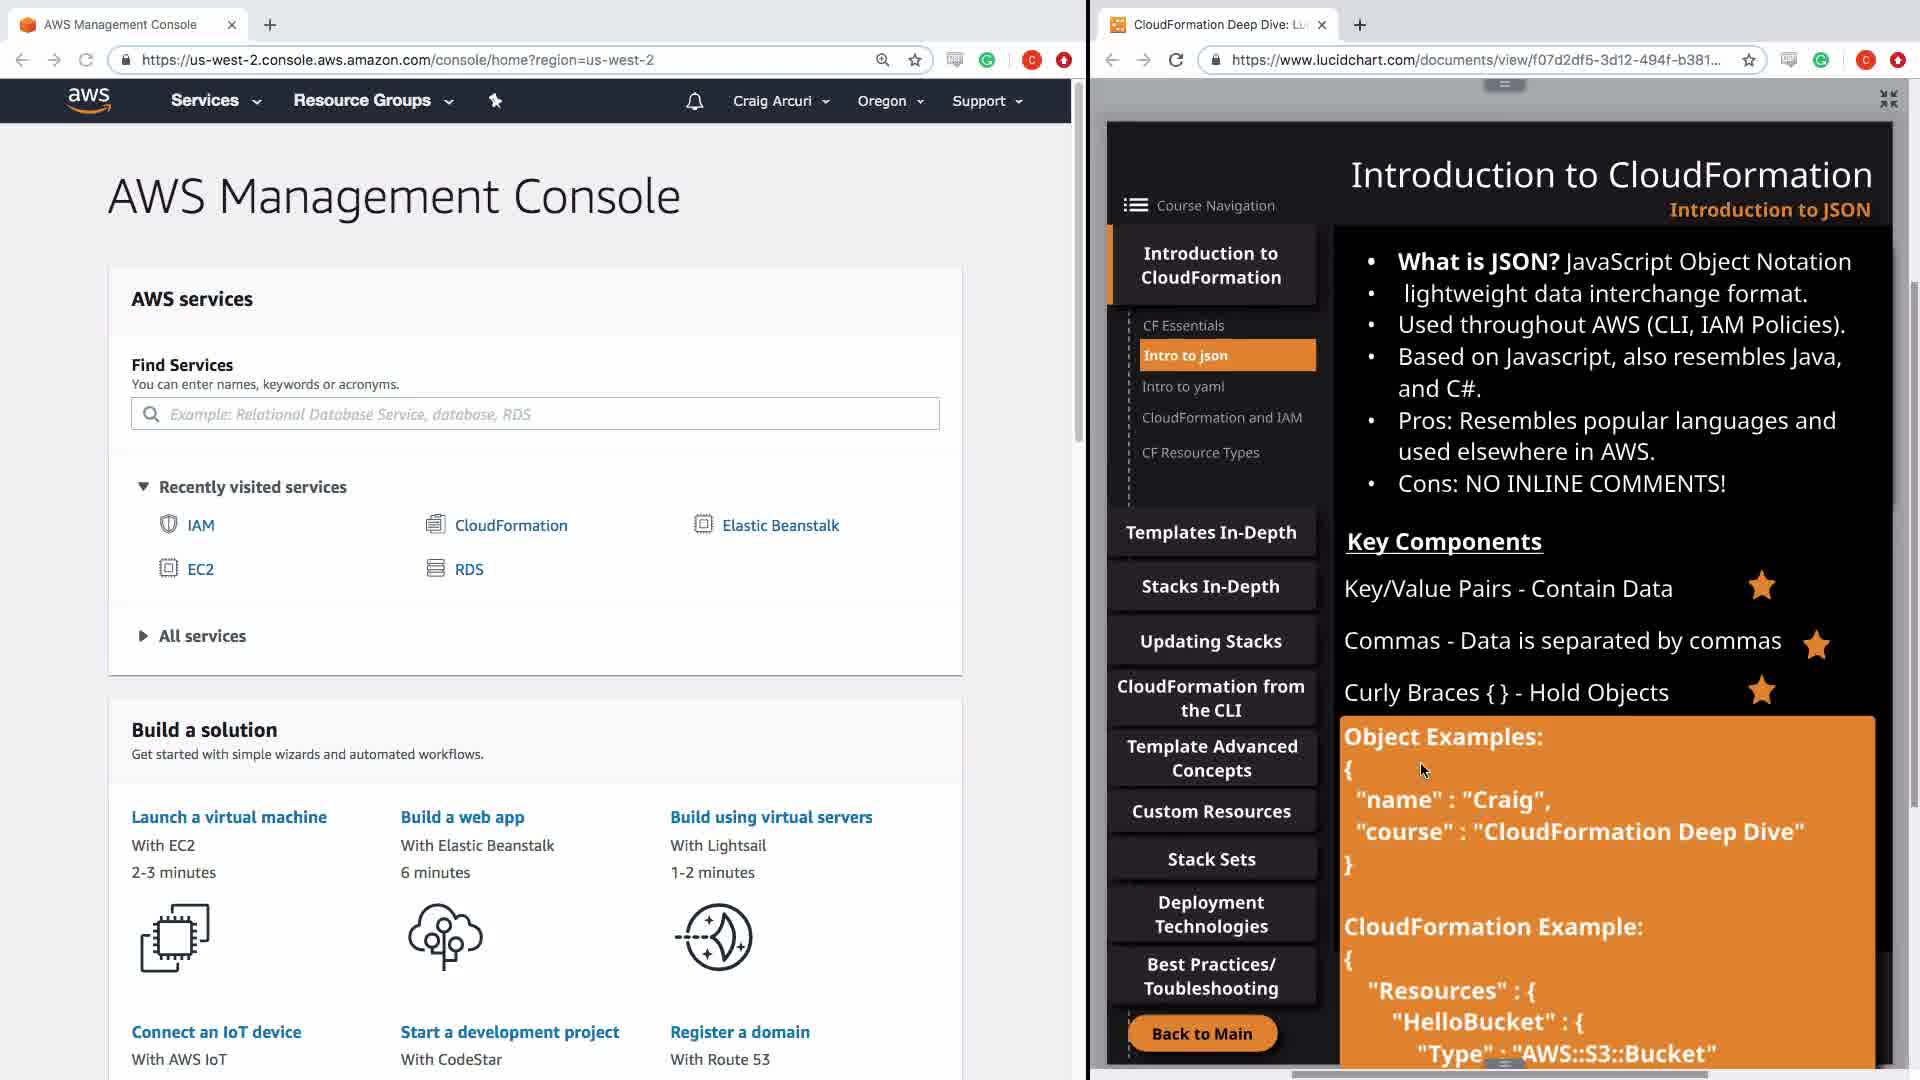 AWS Management Console
https://us-west-2.console.aws.amazon.com/console/home?region=us-west-2
C
aws
Services
Resource Groups
Craig Arcuri
Oregon
Support
AWS Management Console
AWS services
Find Services
You can enter names, keywords or acronyms.
Example: Relational Database Service, database, RDS
Recently visited services
IAM
CloudFormation
Elastic Beanstalk
EC2
RDS
All services
Build a solution
Get started with simple wizards and automated workflows.
Launch a virtual machine
With EC2
2-3 minutes
Build a web app
With Elastic Beanstalk
6 minutes
Build using virtual servers
With Lightsail
1-2 minutes
Connect an IoT device
With AWS IoT
Start a development project
With CodeStar
Register a domain
With Route 53
CloudFormation Deep Dive: Lu
https://www.lucidchart.com/documents/view/f07d2df5-3d12-494f-b381...
C
Introduction to CloudFormation
Introduction to JSON
Course Navigation
Introduction to
CloudFormation
CF Essentials
Intro to json
Intro to yaml
CloudFormation and IAM
CF Resource Types
Templates In-Depth
Stacks In-Depth
Updating Stacks
CloudFormation from
the CLI
Template Advanced
Concepts
Custom Resources
Stack Sets
Deployment
Technologies
Best Practices/
Toubleshooting
Back to Main
• What is JSON? JavaScript Object Notation
• lightweight data interchange format.
• Used throughout AWS (CLI, IAM Policies).
• Based on Javascript, also resembles Java,
and C#.
• Pros: Resembles popular languages and
used elsewhere in AWS.
• Cons: NO INLINE COMMENTS!
Key Components
Key/Value Pairs - Contain Data
Commas - Data is separated by commas
Curly Braces { } - Hold Objects
Object Examples:
{
"name" : "Craig",
"course" : "CloudFormation Deep Dive"
}
CloudFormation Example:
{
"Resources" : {
"HelloBucket" : {
"Type" : "AWS::S3::Bucket"